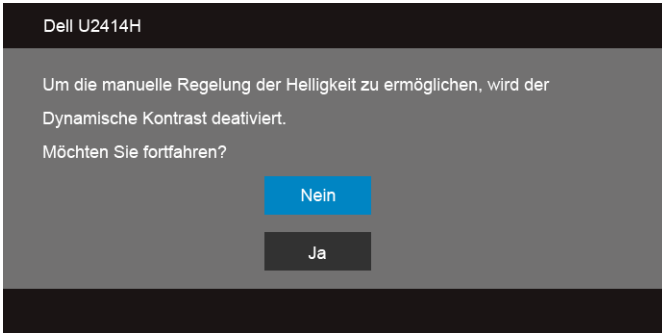 Dell U2414H
Um die manuelle Regelung der Helligkeit zu ermöglichen, wird der
Dynamische Kontrast deativiert.
Möchten Sie fortfahren?
Nein
Ja